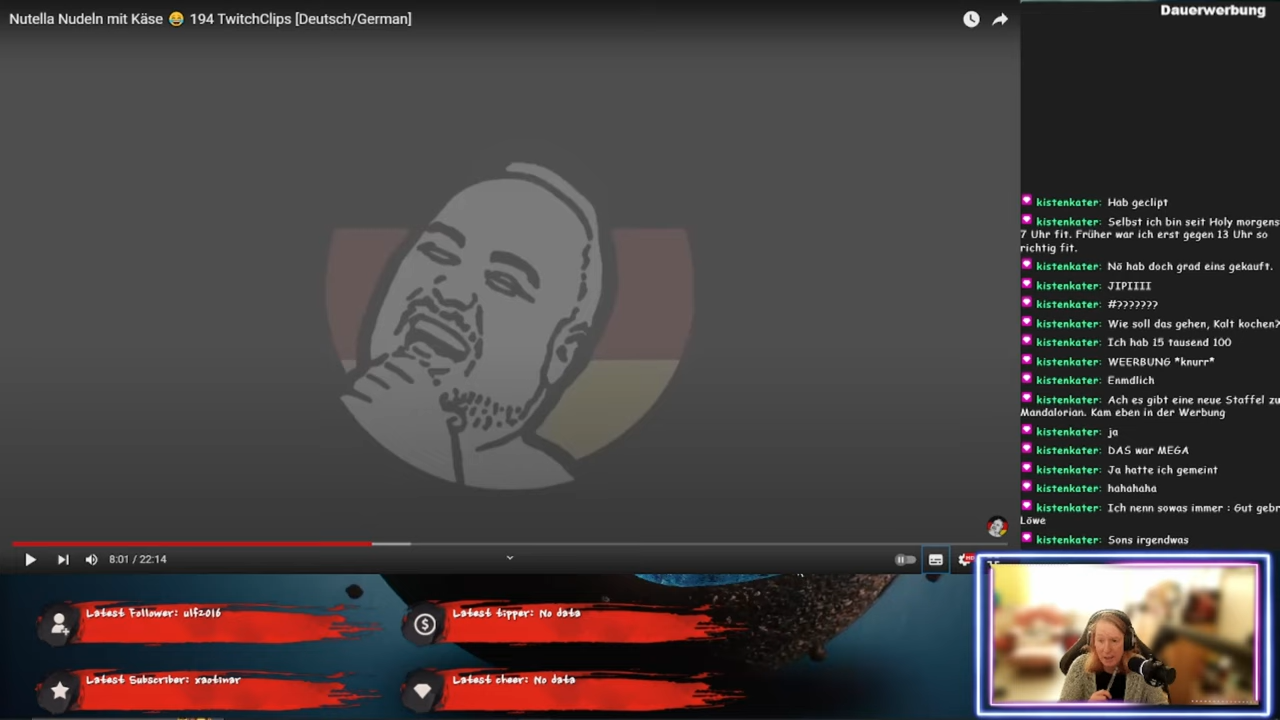 Nutella Nudeln mit Käse 😂 194 TwitchClips [Deutsch/German]
8:01 / 22:14
Dauerwerbung
kistenkater: Hab geclipt
kistenkater: Selbst ich bin seit Holy morgens
7 Uhr fit. Früher war ich erst gegen 13 Uhr so
richtig fit.
kistenkater: Nö hab doch grad eins gekauft.
kistenkater: JIPIIII
kistenkater: #???????
kistenkater: Wie soll das gehen, Kalt kochen?
kistenkater: Ich hab 15 tausend 100
kistenkater: WEERBUNG *knurr*
kistenkater: Enmdlich
kistenkater: Ach es gibt eine neue Staffel zu
Mandalorian. Kam eben in der Werbung
kistenkater: ja
kistenkater: DAS war MEGA
kistenkater: Ja hatte ich gemeint
kistenkater: hahahaha
kistenkater: Ich nenn sowas immer : Gut gebr
Löwe
kistenkater: Sons irgendwas
Latest Follower: ulf2016
Latest tipper: No data
Latest Subscriber: xaotinar
Latest cheer: No data